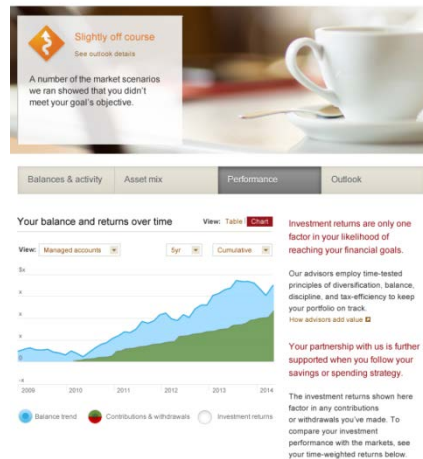 Slightly off course
See outlook details
A number of the market scenarios
we ran showed that you didn't
meet your goal's objective.
Balances & activity
Asset mix
Performance
Outlook
Your balance and returns over time
View: Table Chart
View: Managed accounts
5yr
Cumulative
2010
2011
2012
2013
2014
Balance trend
Contributions & withdrawals
Investment returns
Investment returns are only one
factor in your likelihood of
reaching your financial goals.
Our advisors employ time-tested
principles of diversification, balance,
discipline, and tax-efficiency to keep
your portfolio on track.
How advisors add value
Your partnership with us is further
supported when you follow your
savings or spending strategy.
The investment returns shown here
factor in any contributions
or withdrawals you've made. To
compare your investment
performance with the markets, see
your time-weighted returns below.